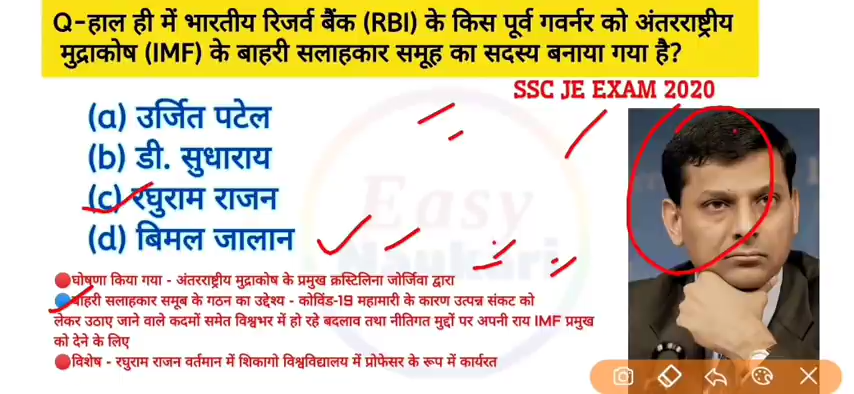 Q-हाल ही में भारतीय रिजर्व बैंक (RBI) के किस पूर्व गवर्नर को अंतरराष्ट्रीय
मुद्राकोष (IMF) के बाहरी सलाहकार समूह का सदस्य बनाया गया है?
SSC JE EXAM 2020
(a) उर्जित पटेल
(b) डी. सुधाराय
(c) रघुराम राजन
(d) बिमल जालान
Easy
Naukari
घोषणा किया गया - अंतरराष्ट्रीय मुद्राकोष के प्रमुख क्रस्टिलिना जोर्जिवा द्वारा
बाहरी सलाहकार समूब के गठन का उद्देश्य - कोविंड-19 महामारी के कारण उत्पन्न संकट को
लेकर उठाए जाने वाले कदमों समेत विश्वभर में हो रहे बदलाव तथा नीतिगत मुद्दों पर अपनी राय IMF प्रमुख
को देने के लिए
विशेष - रघुराम राजन वर्तमान में शिकागो विश्वविद्यालय में प्रोफेसर के रूप में कार्यरत